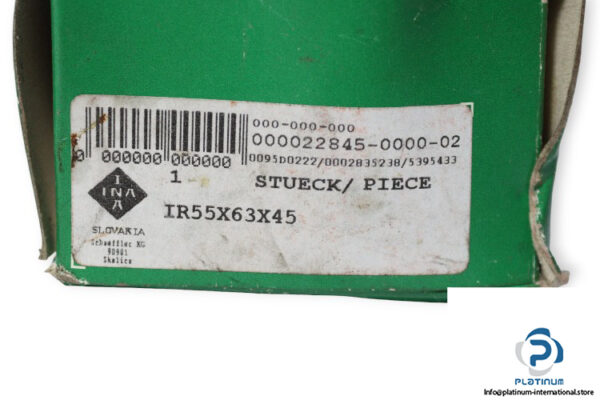 000-000-000
000022845-0000-02
0095D0222/0002835238/5395433
0 000000 000000
1 STUECK/ PIECE
I
INA
A
IR55X63X45
SLOVAKIA
Schaeffler KG
90901
Skalica
PLATINUM
Info@platinum-international.store